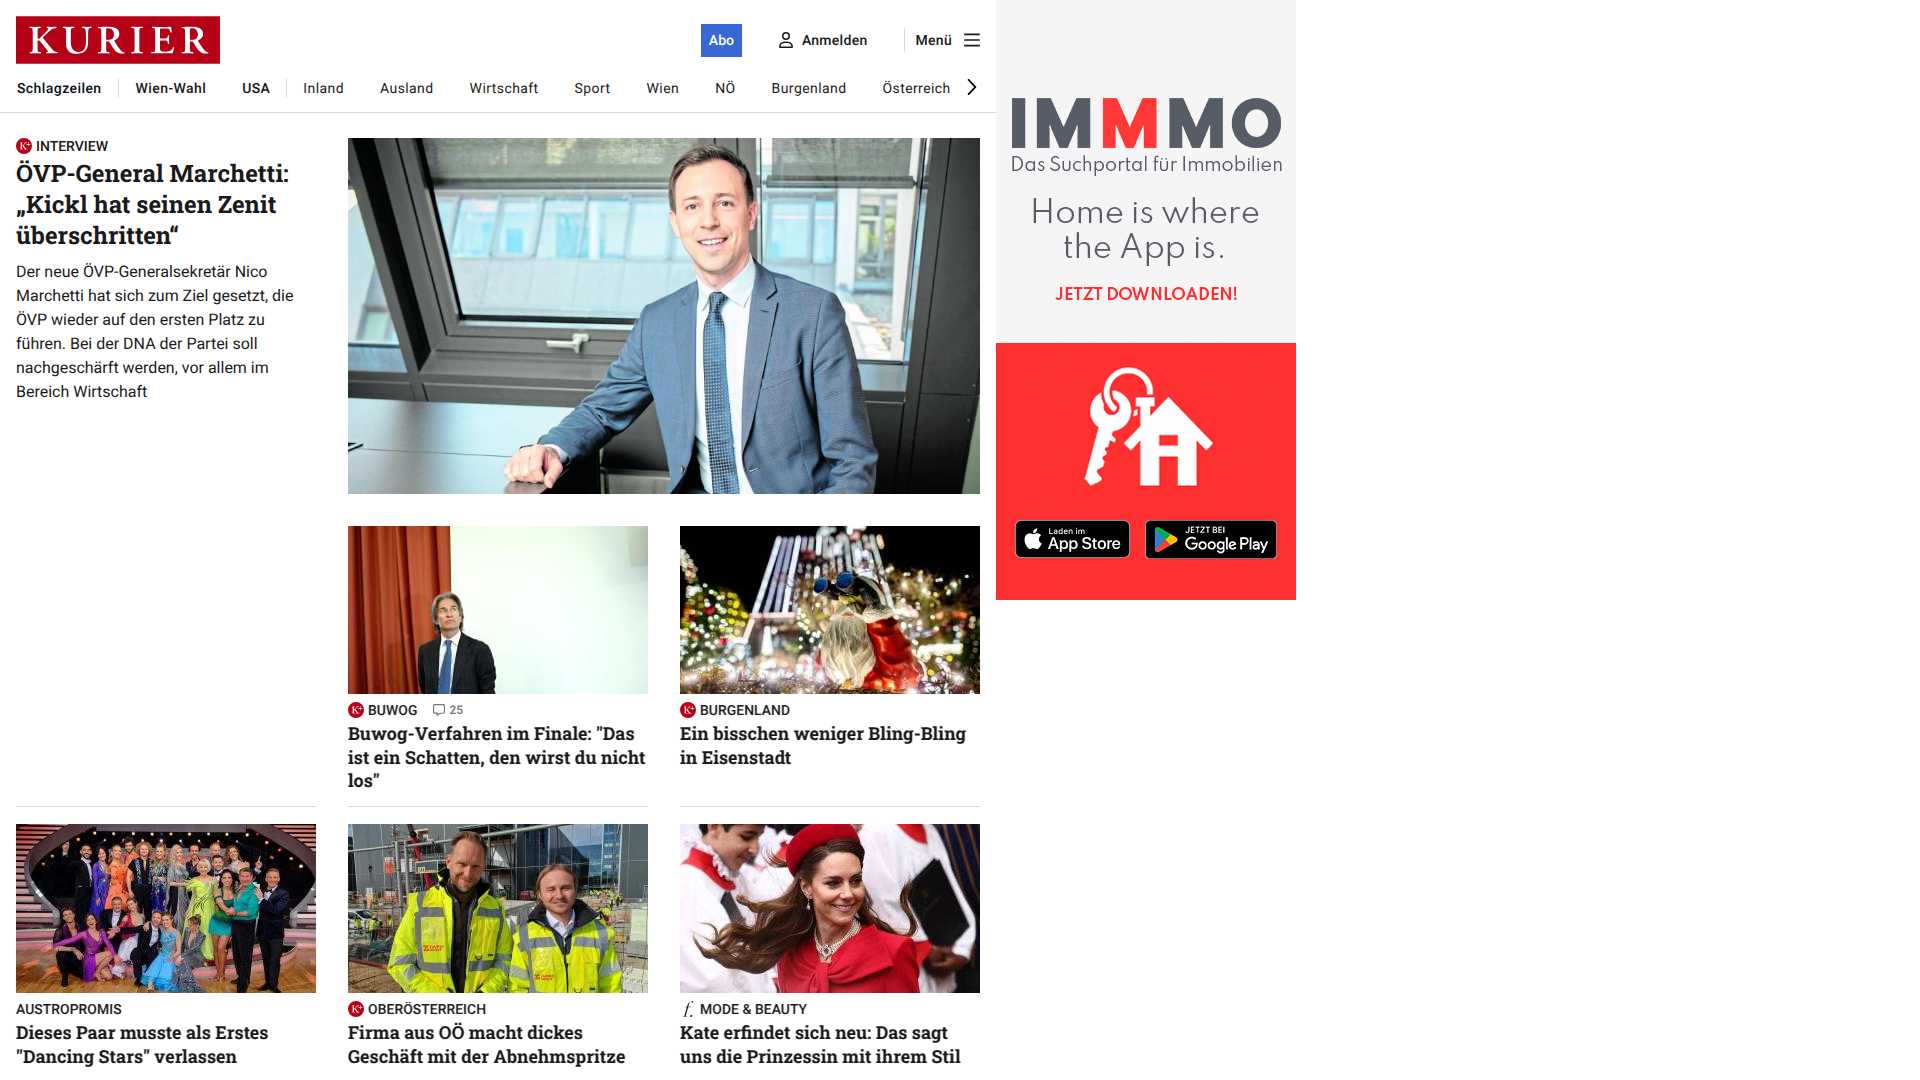 KURIER
Abo
Anmelden
Menü
Schlagzeilen
Wien-Wahl
USA
Inland
Ausland
Wirtschaft
Sport
Wien
NÖ
Burgenland
Österreich
INTERVIEW
ÖVP-General Marchetti:
„Kickl hat seinen Zenit
überschritten“
Der neue ÖVP-Generalsekretär Nico
Marchetti hat sich zum Ziel gesetzt, die
ÖVP wieder auf den ersten Platz zu
führen. Bei der DNA der Partei soll
nachgeschärft werden, vor allem im
Bereich Wirtschaft
BUWOG 25
Buwog-Verfahren im Finale: "Das
ist ein Schatten, den wirst du nicht
los"
BURGENLAND
Ein bisschen weniger Bling-Bling
in Eisenstadt
AUSTROPROMIS
Dieses Paar musste als Erstes
"Dancing Stars" verlassen
OBERÖSTERREICH
Firma aus OÖ macht dickes
Geschäft mit der Abnehmspritze
MODE & BEAUTY
Kate erfindet sich neu: Das sagt
uns die Prinzessin mit ihrem Stil
IMMMO
Das Suchportal für Immobilien
Home is where
the App is.
JETZT DOWNLOADEN!
Laden im
App Store
JETZT BEI
Google Play